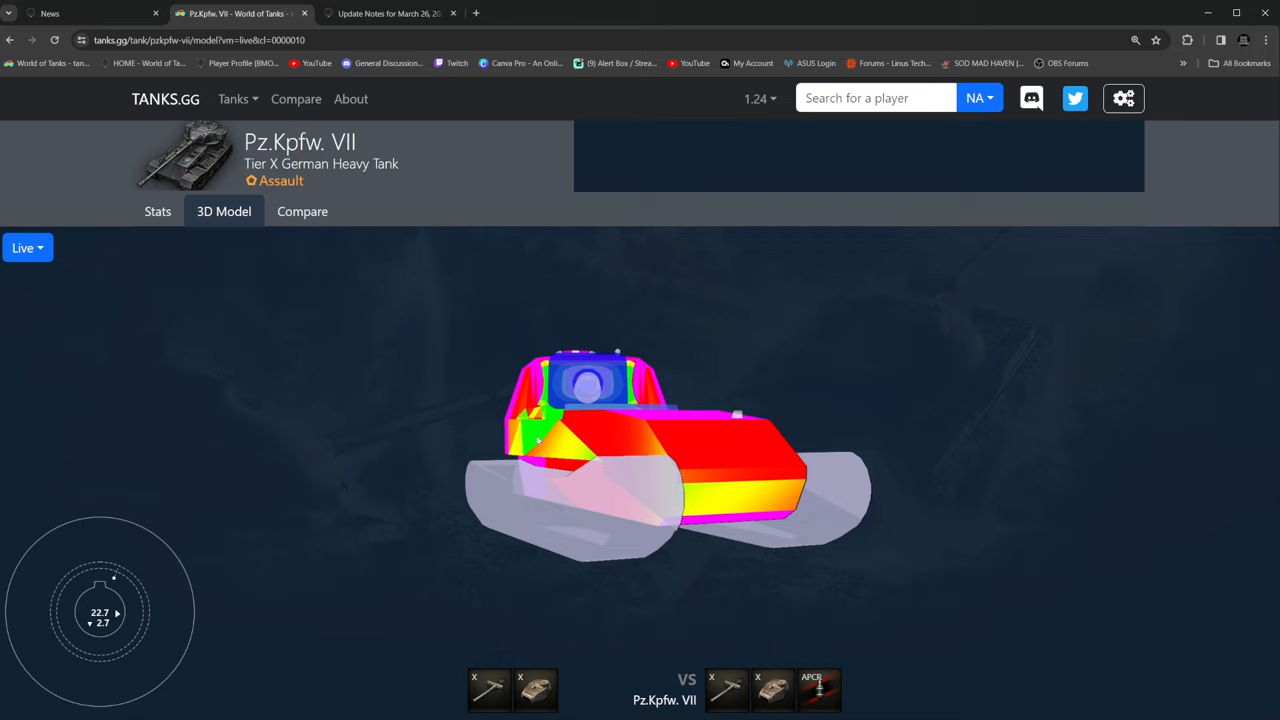 News
Pz.Kpfw. VII - World of Tanks -
Update Notes for March 26, 20
tanks.gg/tank/pzkpfw-vii/model?vm=live&cl=0000010
World of Tanks - tan...
HOME - World of Ta...
Player Profile [BMO...
YouTube
General Discussion...
Twitch
Canva Pro - An Onli...
(9) Alert Box / Strea...
YouTube
My Account
ASUS Login
Forums - Linus Tech...
SOD MAD HAVEN |...
OBS Forums
»
All Bookmarks
TANKS.GG
Tanks
Compare
About
1.24
Search for a player
NA
Pz.Kpfw. VII
Tier X German Heavy Tank
Assault
Stats
3D Model
Compare
Live
22.7
2.7
X
X
VS
Pz.Kpfw. VII
X
X
APCR